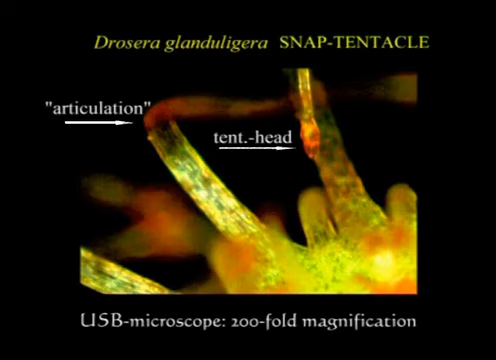 Drosera glanduligera SNAP-TENTACLE
"articulation"
tent.-head
USB-microscope: 200-fold magnification